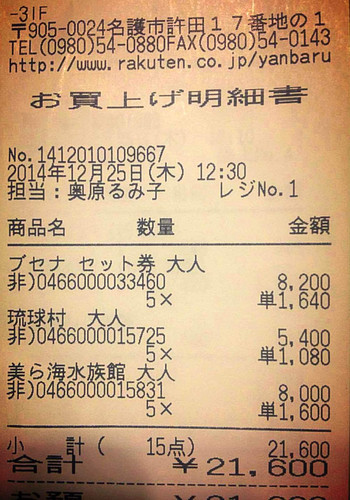 -3IF
〒905-0024名護市許田17番地の1
TEL(0980)54-0880FAX(0980)54-0143
http://www.rakuten.co.jp/yanbaru
お買上げ明細書
No.1412010109667
2014年12月25日(木) 12:30
担当:奥原るみ子 レジNo.1
商品名 数量 金額
ブセナ セット券 大人
非)0466000033460 8,200
5× 単1,640
琉球村 大人
非)0466000015725 5,400
5× 単1,080
美ら海水族館 大人
非)0466000015831 8,000
5× 単1,600
小 計( 15点) 21,600
合計 ¥21,600